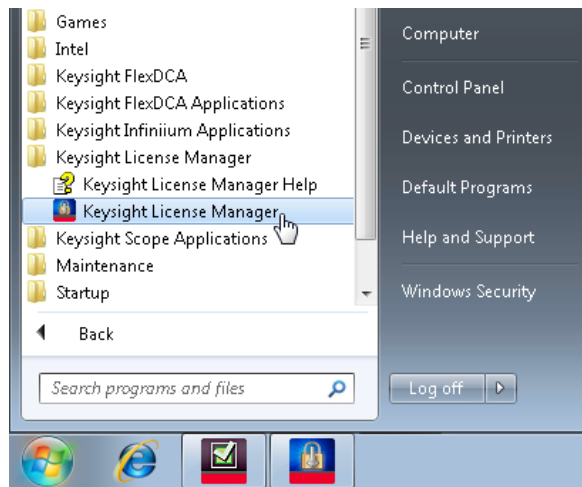 Games
Intel
Keysight FlexDCA
Keysight FlexDCA Applications
Keysight Infiniium Applications
Keysight License Manager
Keysight License Manager Help
Keysight License Manager
Keysight Scope Applications
Maintenance
Startup
Back
Search programs and files
Computer
Control Panel
Devices and Printers
Default Programs
Help and Support
Windows Security
Log off